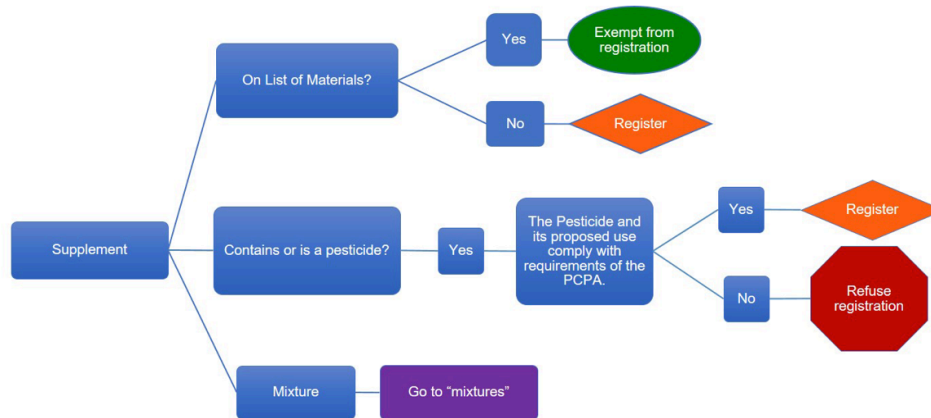 Yes
Exempt from
registration
On List of Materials?
No
Register
Supplement
Contains or is a pesticide?
Yes
The Pesticide and
its proposed use
comply with
requirements of the
PCPA.
Yes
Register
No
Refuse
registration
Mixture
Go to “mixtures”